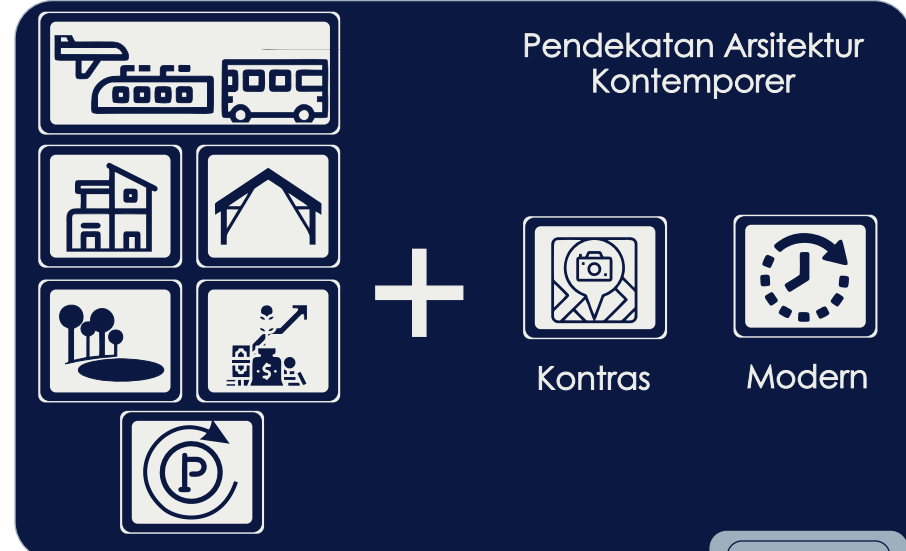 Pendekatan Arsitektur
Kontemporer
$
P
Kontras
Modern